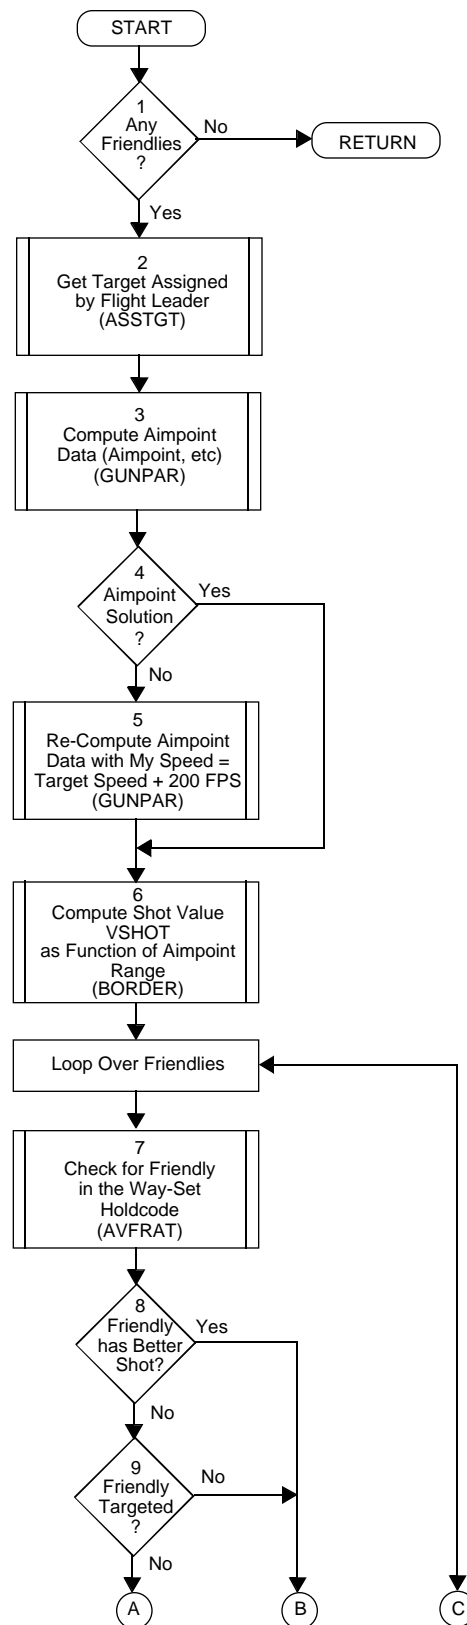 START
1
Any
Friendlies
?
No
RETURN
Yes
2
Get Target Assigned
by Flight Leader
(ASSTGT)
3
Compute Aimpoint
Data (Aimpoint, etc)
(GUNPAR)
4
Aimpoint
Solution
?
Yes
No
5
Re-Compute Aimpoint
Data with My Speed =
Target Speed + 200 FPS
(GUNPAR)
6
Compute Shot Value
VSHOT
as Function of Aimpoint
Range
(BORDER)
Loop Over Friendlies
7
Check for Friendly
in the Way-Set
Holdcode
(AVFRAT)
8
Friendly
has Better
Shot?
Yes
No
9
Friendly
Targeted
?
No
No
A
B
C